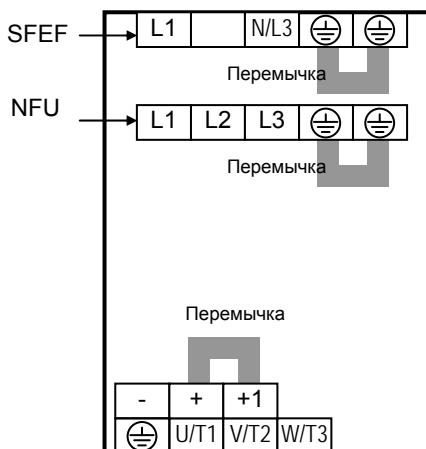 SFEF L1 N/L3
Перемычка
NFU L1 L2 L3
Перемычка
Перемычка
- + +1
U/T1 V/T2 W/T3